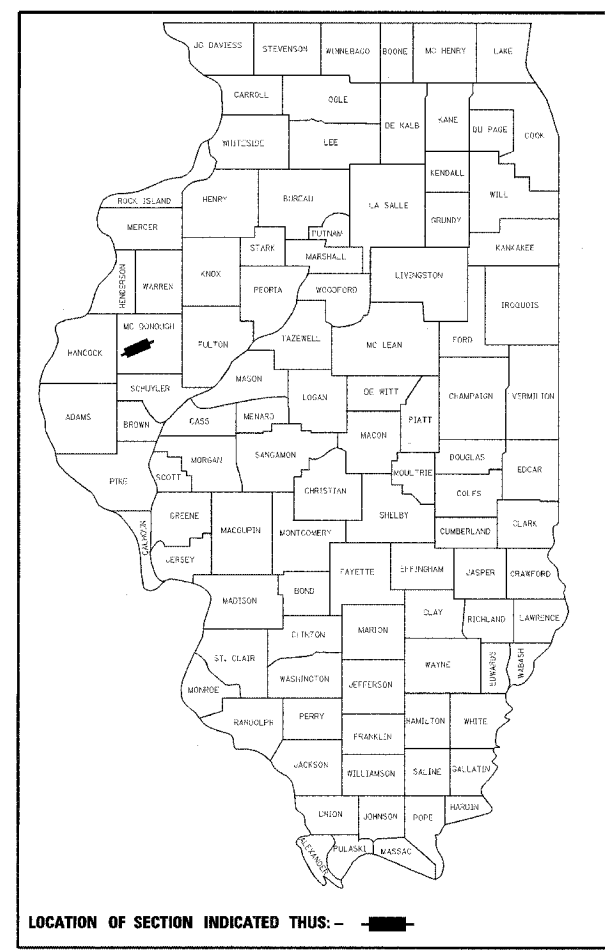 JO DAVIESS STEVENSON WINNEBAGO BOONE MC HENRY LAKE
CARROLL OGLE DE KALB KANE DU PAGE COOK
WHITESIDE LEE
KENDALL WILL
ROCK ISLAND HENRY BUREAU LA SALLE GRUNDY
MERCER PUTNAM
STARK MARSHALL KANKAKEE
HENDERSON WARREN KNOX PEORIA WOODFORD LIVINGSTON IROQUOIS
HANCOCK MC DONOUGH FULTON TAZEWELL MC LEAN FORD
MASON
ADAMS SCHUYLER LOGAN DE WITT CHAMPAIGN VERMILION
BROWN CASS MENARD MACON PIATT
PIKE SCOTT MORGAN SANGAMON MOULTRIE DOUGLAS EDGAR
CHRISTIAN COLES
CALHOUN GREENE MACOUPIN MONTGOMERY SHELBY CUMBERLAND CLARK
JERSEY
FAYETTE EFFINGHAM JASPER CRAWFORD
MADISON BOND
CLAY RICHLAND LAWRENCE
CLINTON MARION
ST. CLAIR WAYNE EDWARDS WABASH
WASHINGTON JEFFERSON
MONROE
RANDOLPH PERRY HAMILTON WHITE
FRANKLIN
JACKSON WILLIAMSON SALINE GALLATIN
UNION JOHNSON POPE HARDIN
ALEXANDER PULASKI MASSAC
LOCATION OF SECTION INDICATED THUS: –